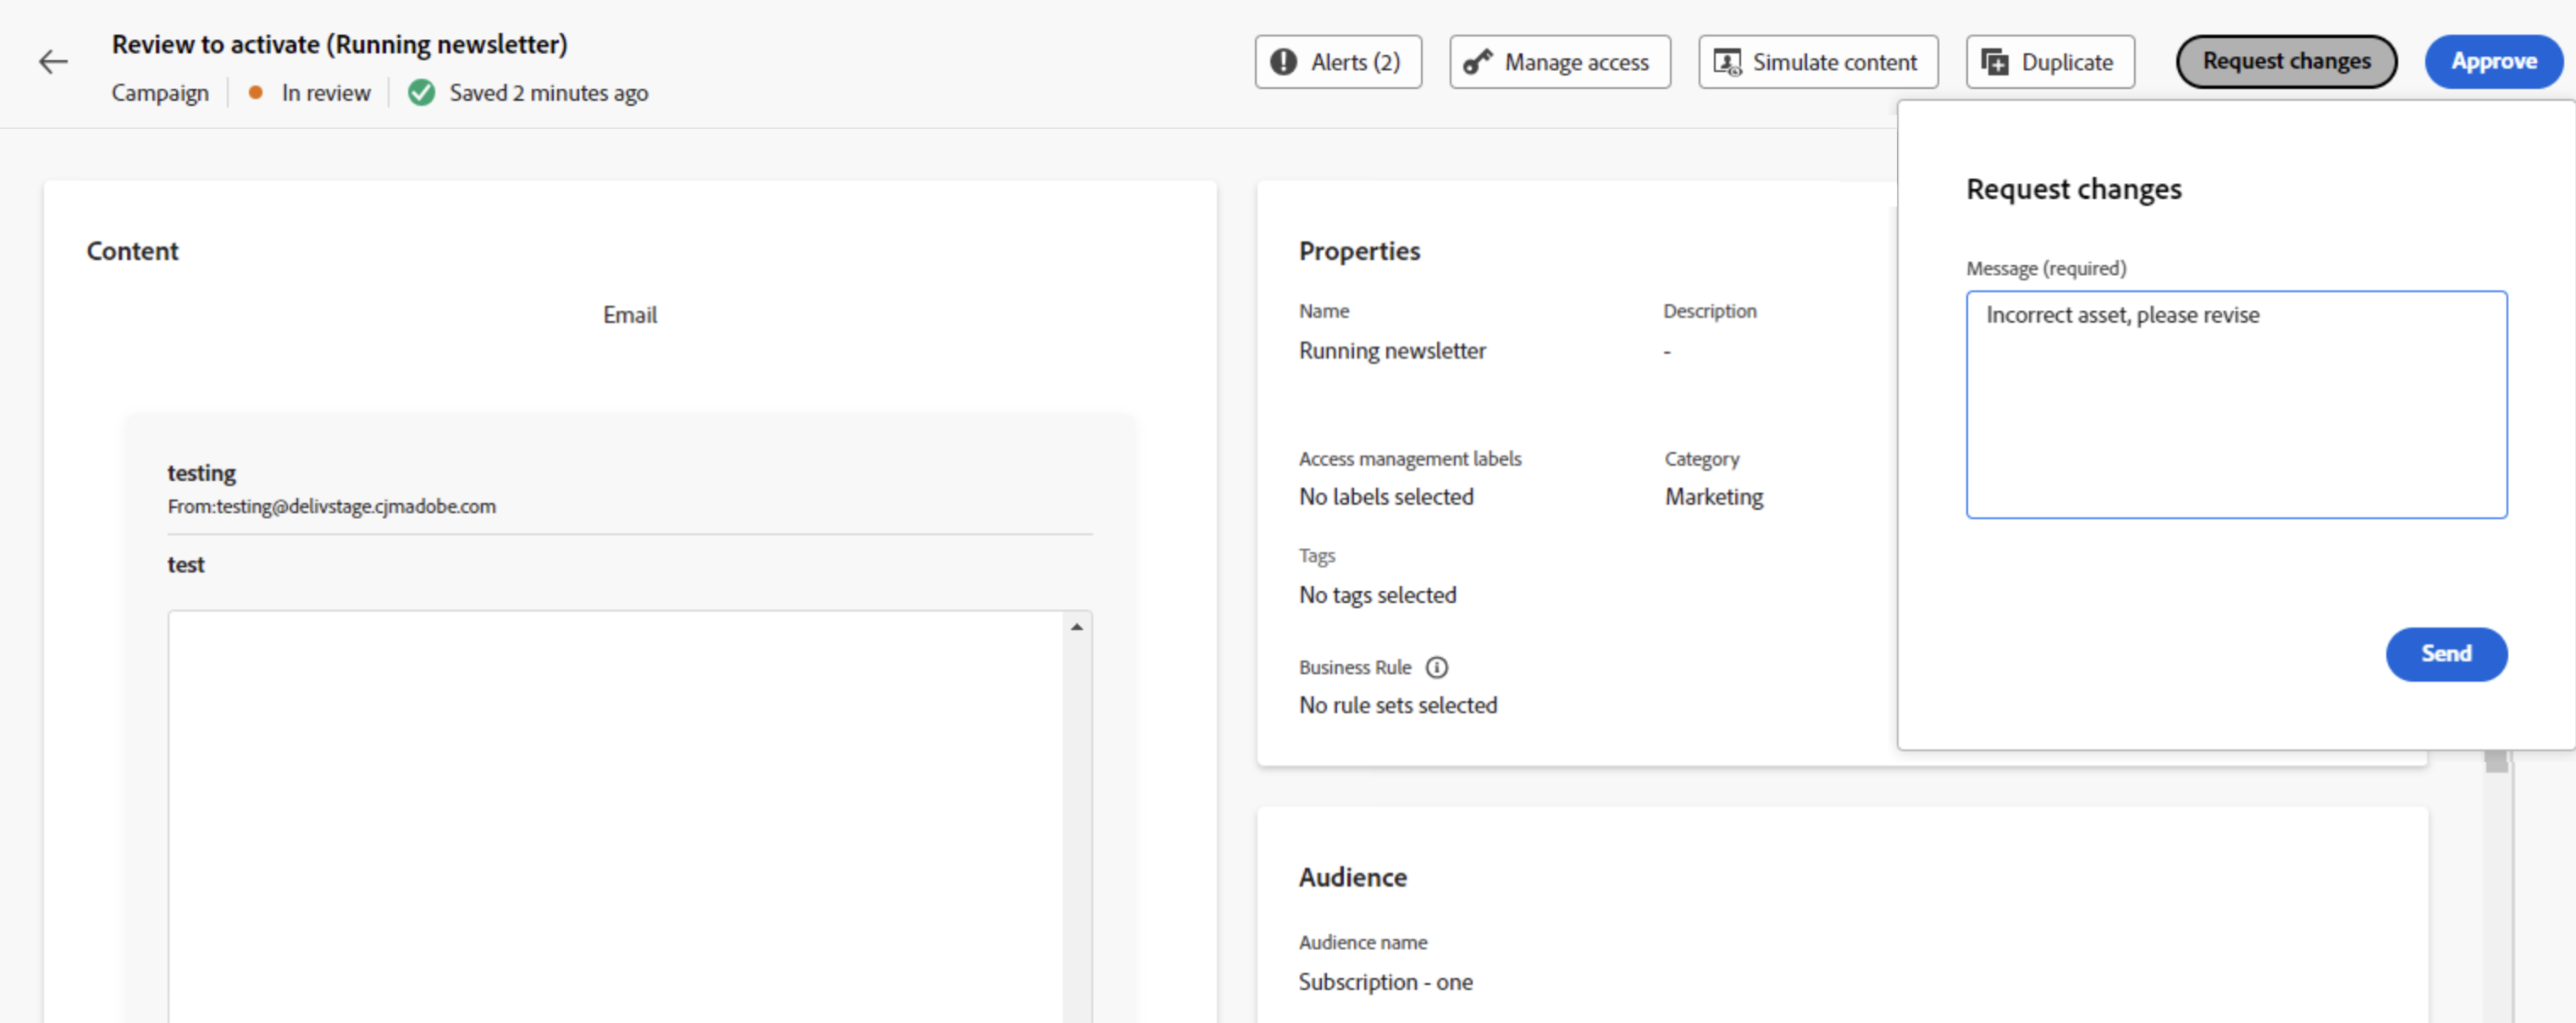 Review to activate (Running newsletter)
Campaign In review Saved 2 minutes ago
Alerts (2) Manage access Simulate content Duplicate Request changes Approve
Content
Email
testing
From:testing@delivstage.cjmadobe.com
test
Properties
Name Description
Running newsletter -
Access management labels Category
No labels selected Marketing
Tags
No tags selected
Business Rule
No rule sets selected
Audience
Audience name
Subscription - one
Request changes
Message (required)
Incorrect asset, please revise
Send